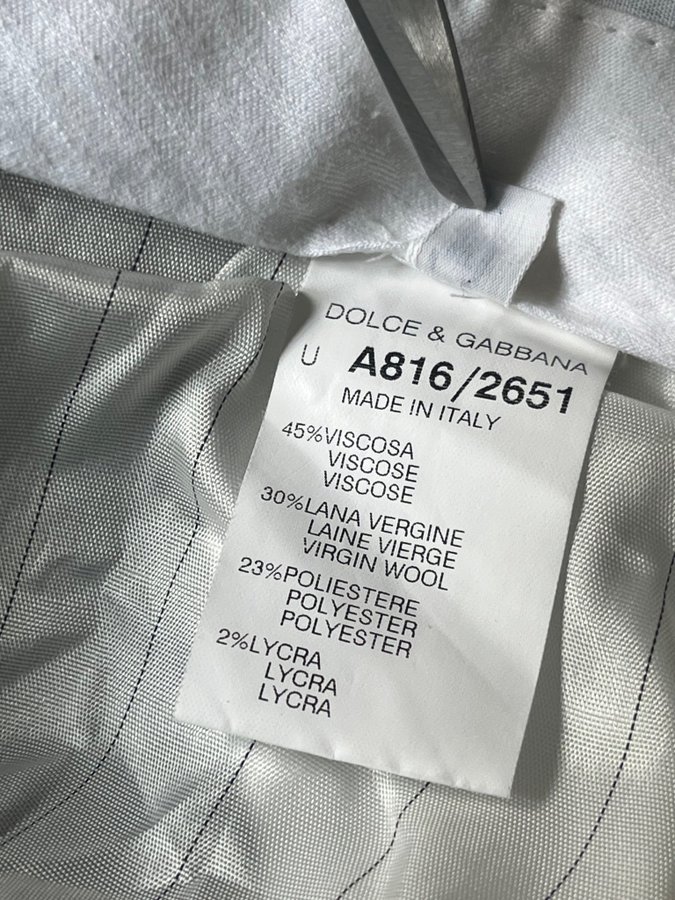 DOLCE & GABBANA
U A816/2651
MADE IN ITALY
45%VISCOSA
VISCOSE
VISCOSE
30%LANA VERGINE
LAINE VIERGE
VIRGIN WOOL
23%POLIESTERE
POLYESTER
POLYESTER
2%LYCRA
LYCRA
LYCRA